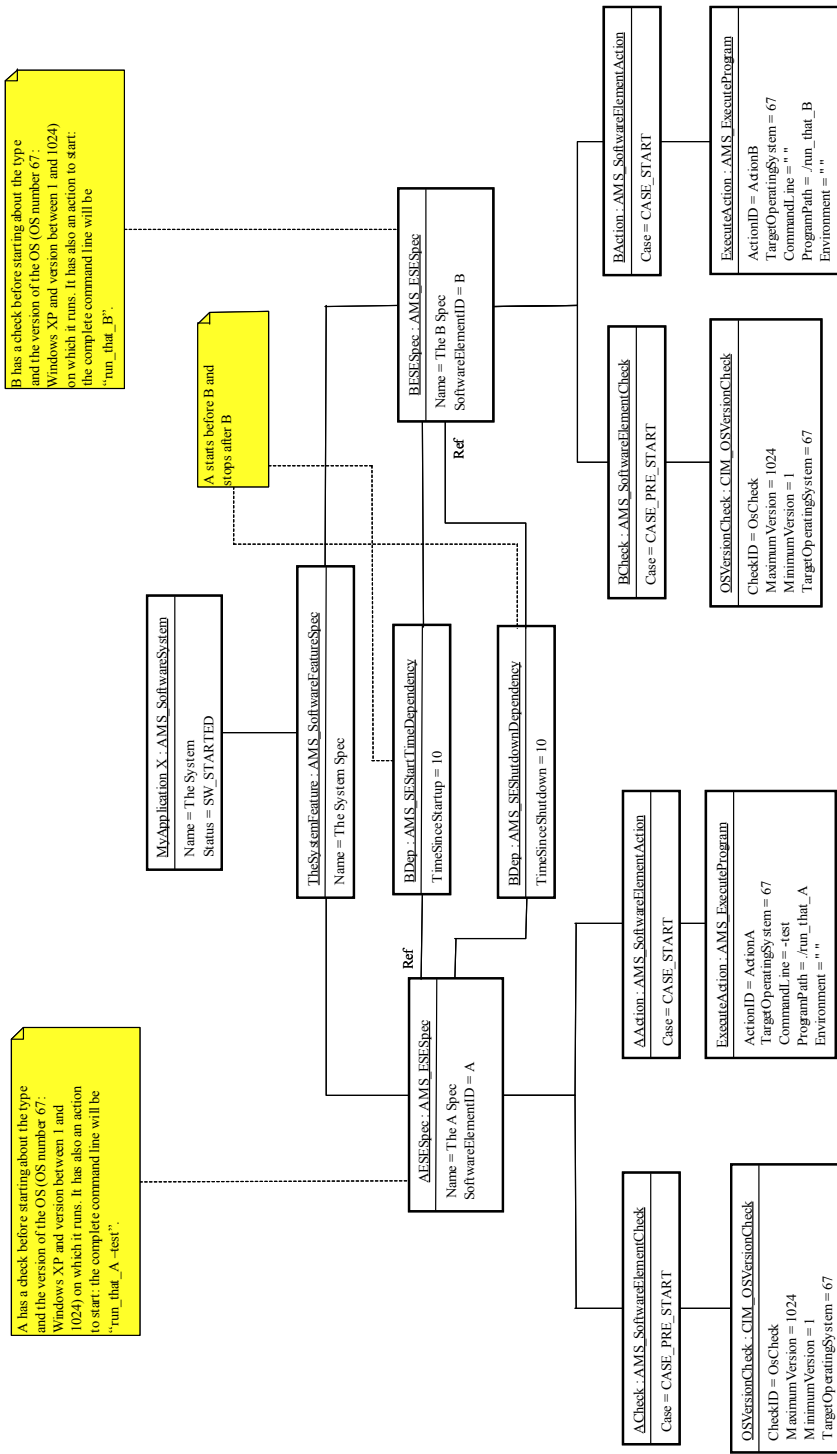 A has a check before starting about the type
and the version of the OS (OS number 67:
Windows XP and version between 1 and
1024) on which it runs. It has also an action
to start: the complete command line will be
“run_that_A –test”.
B has a check before starting about the type
and the version of the OS (OS number 67:
Windows XP and version between 1 and 1024)
on which it runs. It has also an action to start:
the complete command line will be
“run_that_B”.
MyApplication X : AMS_SoftwareSystem
Name = The System
Status = SW_STARTED
A starts before B and
stops after B
TheSystemFeature : AMS_SoftwareFeatureSpec
Name = The System Spec
AESESpec : AMS_ESESpec
Name = The A Spec
SoftwareElementID = A
Ref
BDep : AMS_SEStartTimeDependency
TimeSinceStartup = 10
BDep : AMS_SEShutdownDependency
TimeSinceShutdown = 10
BESESpec : AMS_ESESpec
Name = The B Spec
SoftwareElementID = B
Ref
ACheck : AMS_SoftwareElementCheck
Case = CASE_PRE_START
AAction : AMS_SoftwareElementAction
Case = CASE_START
BCheck : AMS_SoftwareElementCheck
Case = CASE_PRE_START
BAction : AMS_SoftwareElementAction
Case = CASE_START
OSVersionCheck : CIM_OSVersionCheck
CheckID = OsCheck
MaximumVersion = 1024
MinimumVersion = 1
TargetOperatingSystem = 67
ExecuteAction : AMS_ExecuteProgram
ActionID = ActionA
TargetOperatingSystem = 67
CommandLine = -test
ProgramPath = ./run_that_A
Environment = ""
OSVersionCheck : CIM_OSVersionCheck
CheckID = OsCheck
MaximumVersion = 1024
MinimumVersion = 1
TargetOperatingSystem = 67
ExecuteAction : AMS_ExecuteProgram
ActionID = ActionB
TargetOperatingSystem = 67
CommandLine = ""
ProgramPath = ./run_that_B
Environment = ""